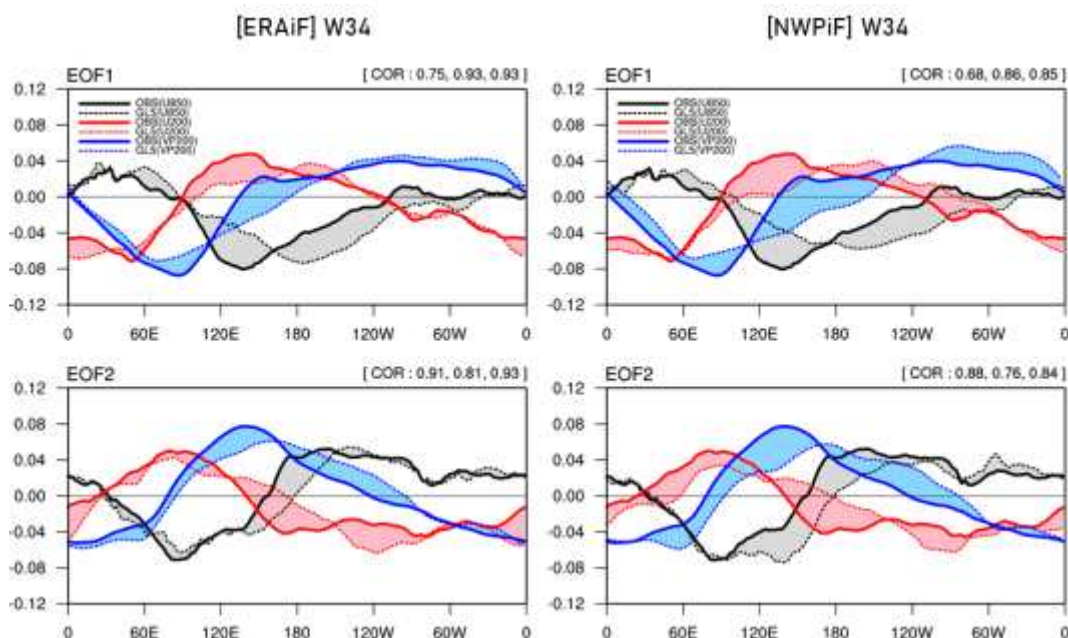 [ERAiF] W34
[NWPiF] W34
EOF1
[ COR : 0.75, 0.93, 0.93 ]
0.12
0.08
0.04
0.00
-0.04
-0.08
-0.12
OBS(U850)
GLS(U850)
OBS(U200)
GLS(U200)
OBS(VP200)
GLS(VP200)
0 60E 120E 180 120W 60W 0
EOF1
[ COR : 0.68, 0.86, 0.85 ]
0.12
0.08
0.04
0.00
-0.04
-0.08
-0.12
OBS(U850)
GLS(U850)
OBS(U200)
GLS(U200)
OBS(VP200)
GLS(VP200)
0 60E 120E 180 120W 60W 0
EOF2
[ COR : 0.91, 0.81, 0.93 ]
0.12
0.08
0.04
0.00
-0.04
-0.08
-0.12
0 60E 120E 180 120W 60W 0
EOF2
[ COR : 0.88, 0.76, 0.84 ]
0.12
0.08
0.04
0.00
-0.04
-0.08
-0.12
0 60E 120E 180 120W 60W 0